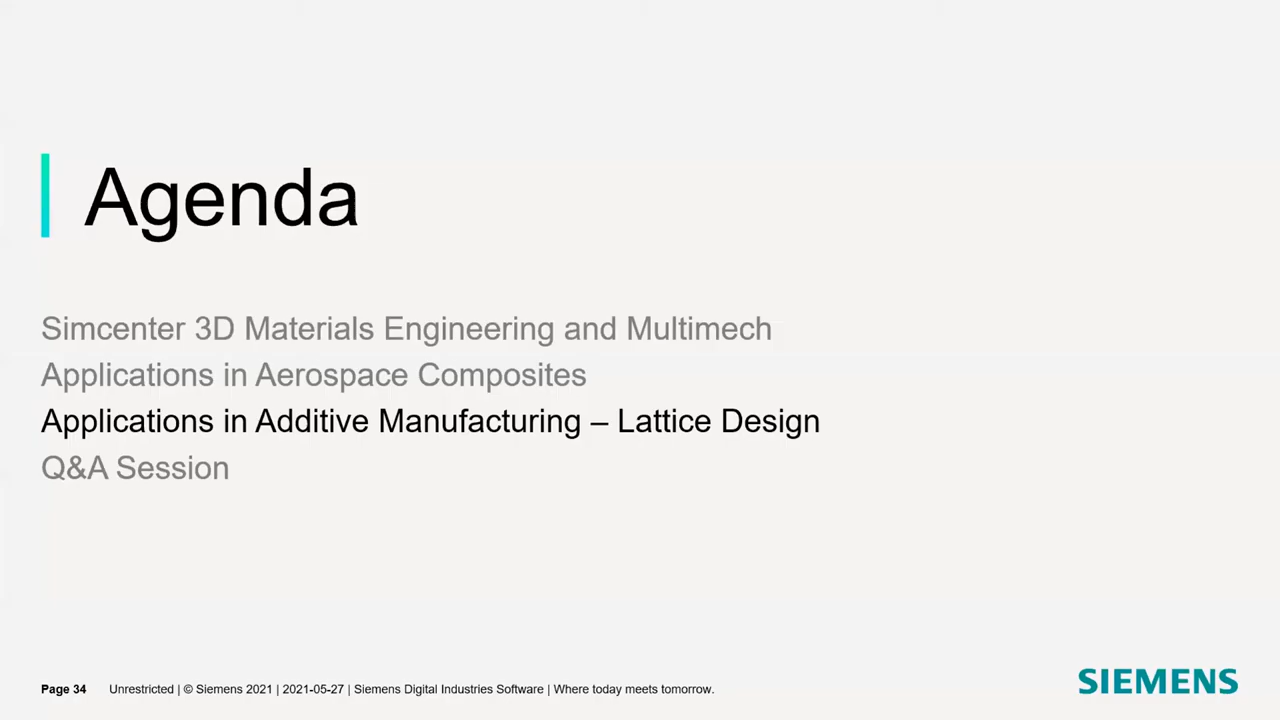 Agenda
Simcenter 3D Materials Engineering and Multimech
Applications in Aerospace Composites
Applications in Additive Manufacturing – Lattice Design
Q&A Session
Page 34 Unrestricted | © Siemens 2021 | 2021-05-27 | Siemens Digital Industries Software | Where today meets tomorrow.
SIEMENS